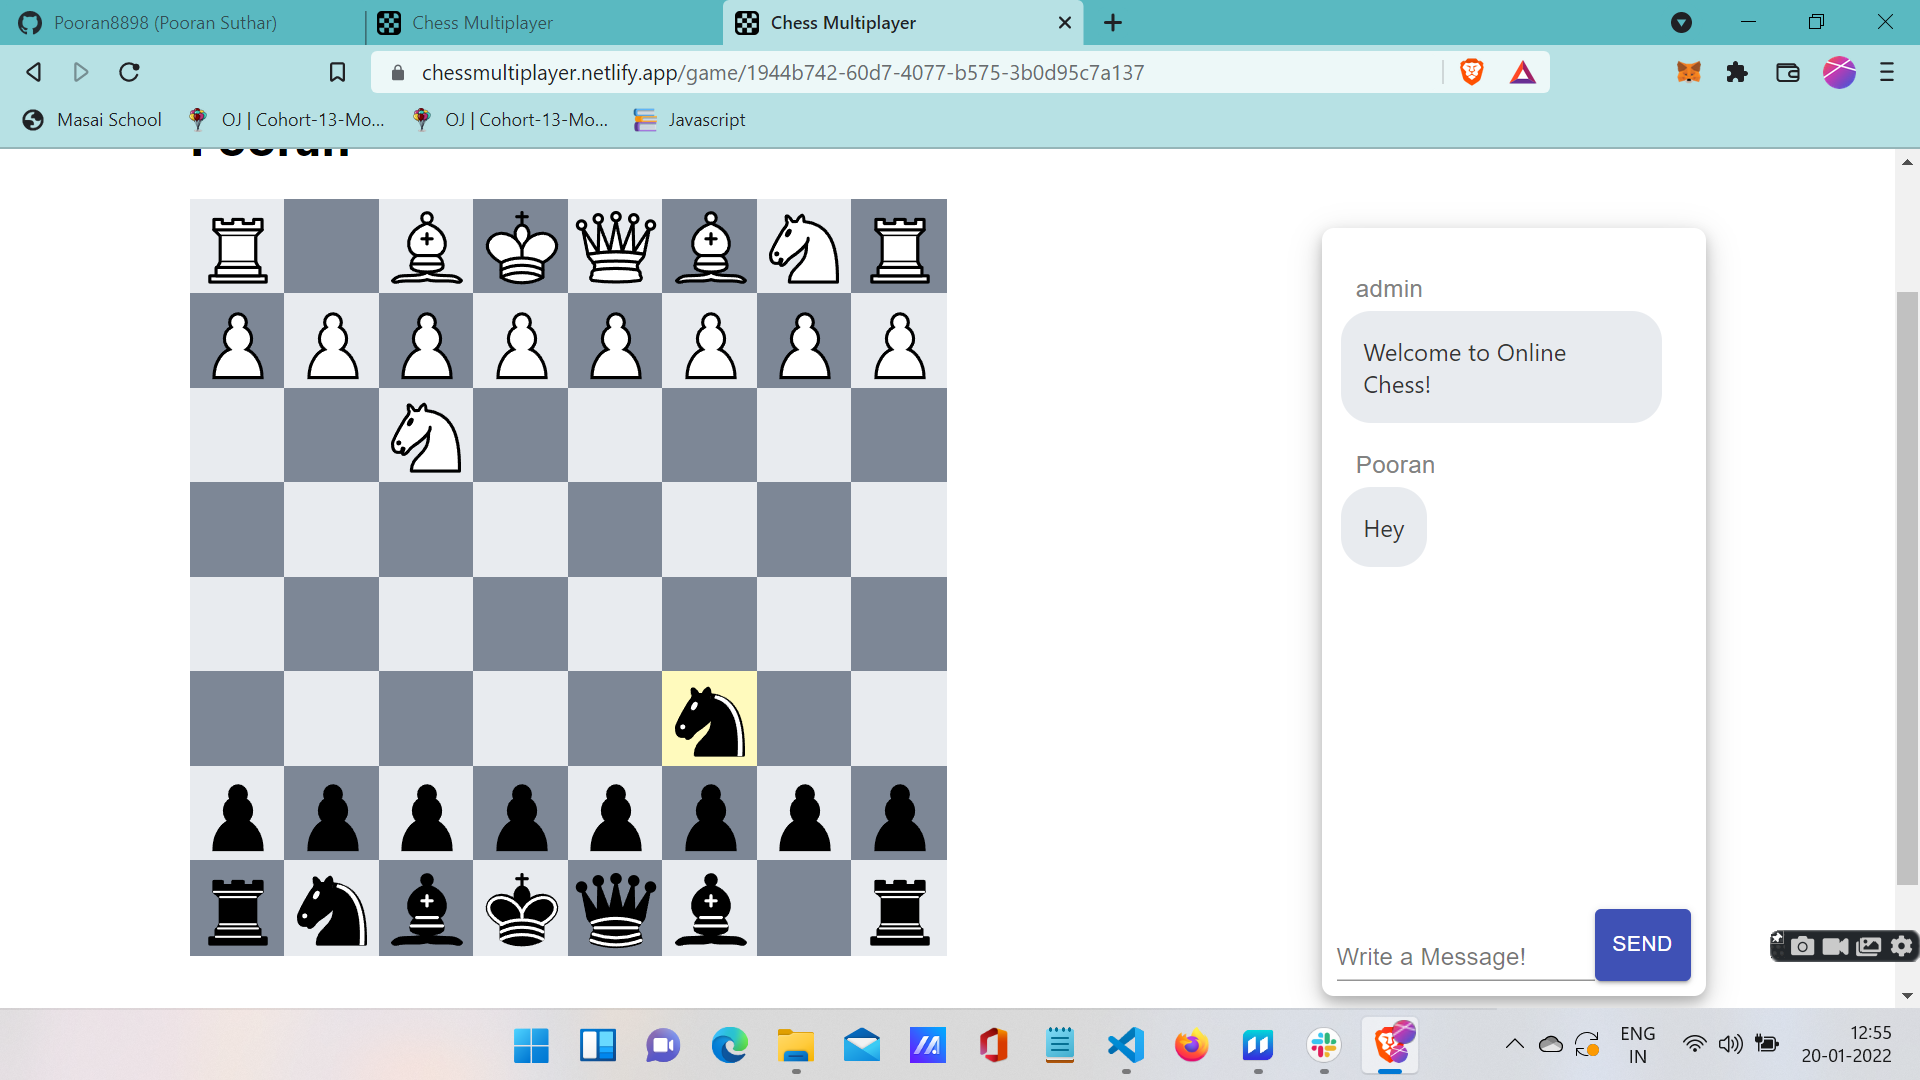 Pooran8898 (Pooran Suthar)
Chess Multiplayer
Chess Multiplayer
chessmultiplayer.netlify.app/game/1944b742-60d7-4077-b575-3b0d95c7a137
Masai School
OJ | Cohort-13-Mo...
OJ | Cohort-13-Mo...
Javascript
Pooran
admin
Welcome to Online
Chess!
Pooran
Hey
Write a Message!
SEND
ENG
IN
12:55
20-01-2022